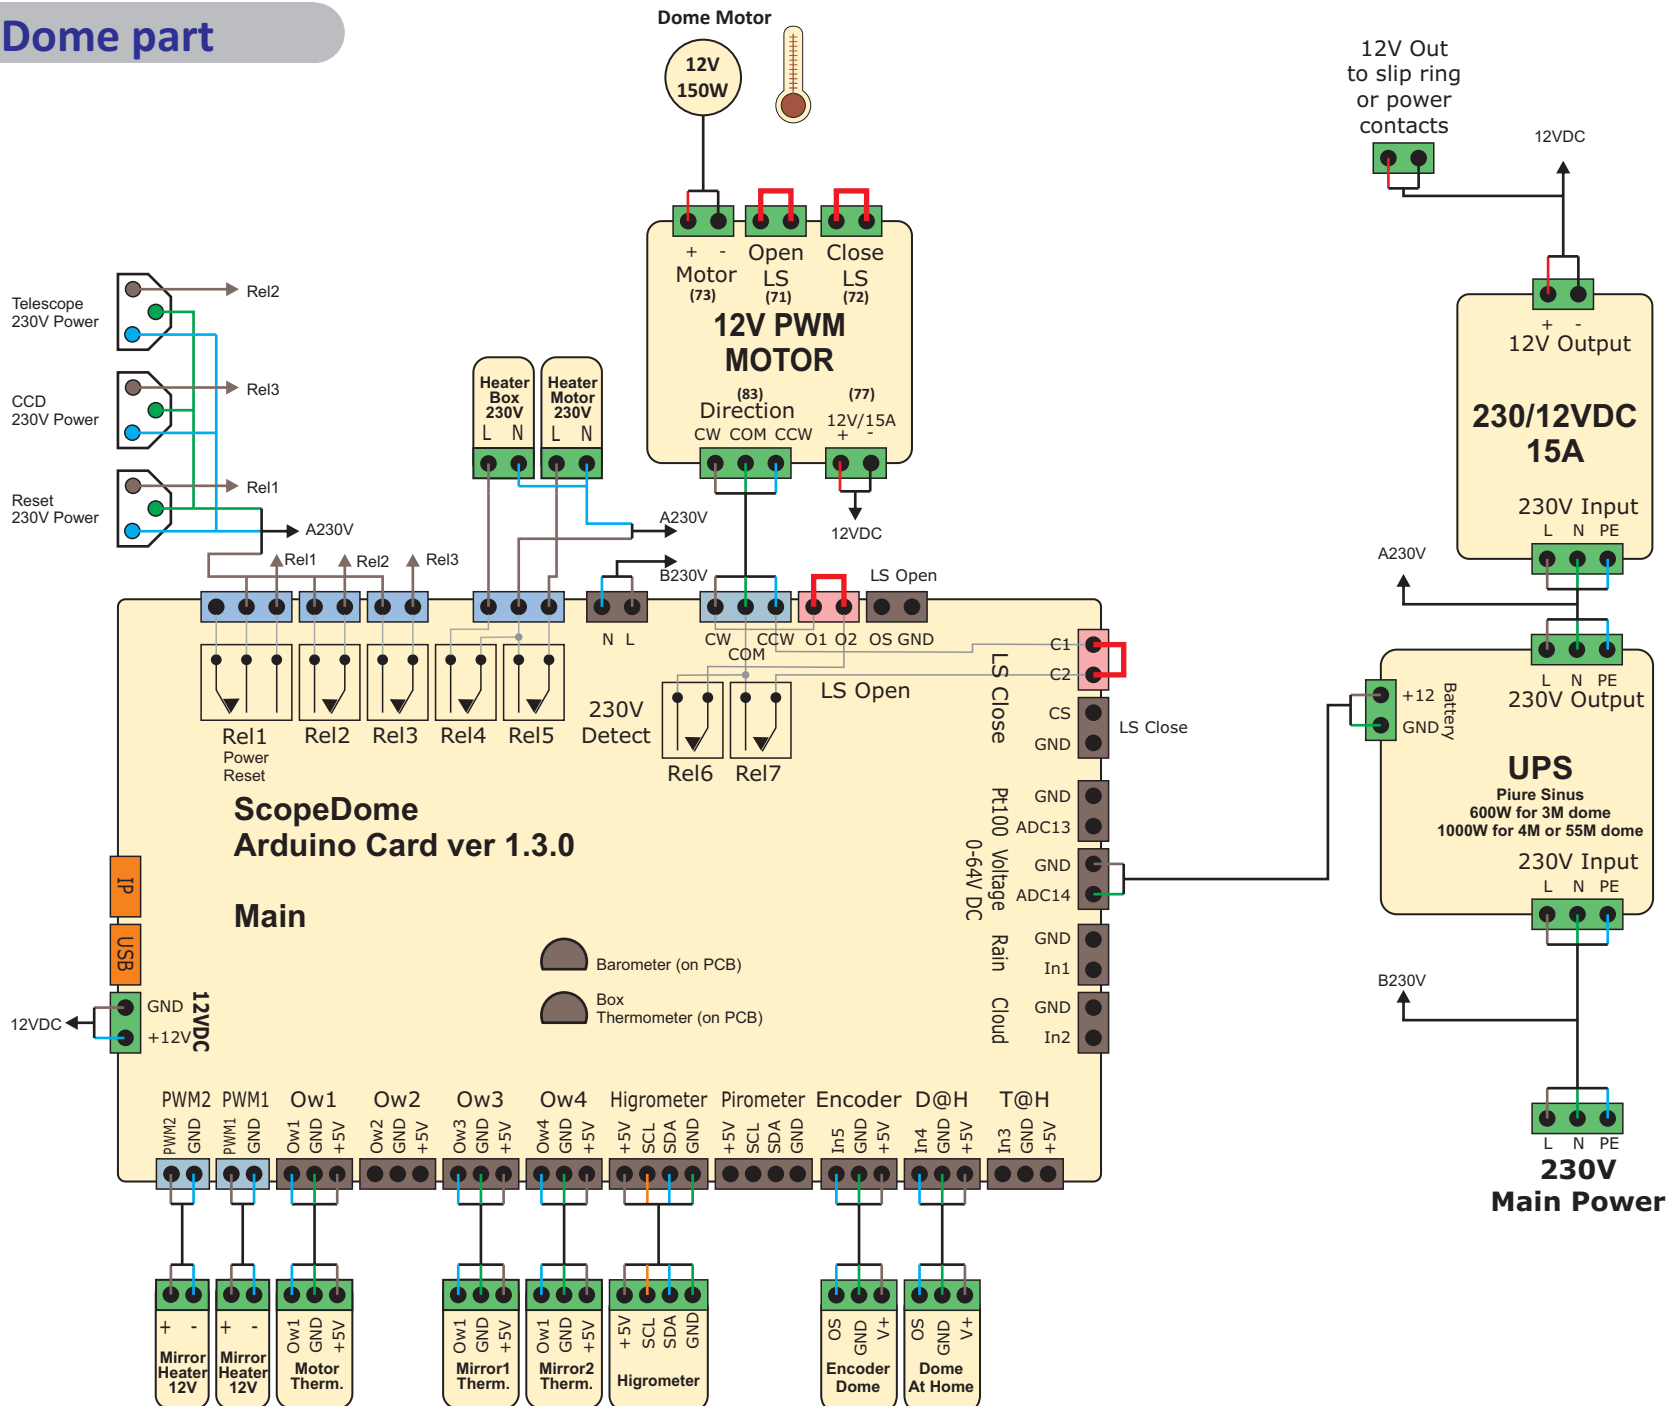 Dome part
Dome Motor
12V
150W
12V Out
to slip ring
or power
contacts
12VDC
Telescope
230V Power
Rel2
CCD
230V Power
Rel3
Reset
230V Power
Rel1
A230V
Rel1
Rel2
Rel3
Heater
Box
230V
L N
Heater
Motor
230V
L N
A230V
B230V
+ -
Motor
(73)
Open
LS
(71)
Close
LS
(72)
12V PWM
MOTOR
(83)
Direction
CW COM CCW
(77)
12V/15A
+ -
12VDC
LS Open
+ -
12V Output
230/12VDC
15A
230V Input
L N PE
A230V
L N PE
230V Output
+12
GND
Battery
UPS
Piure Sinus
600W for 3M dome
1000W for 4M or 55M dome
230V Input
L N PE
B230V
L N PE
230V
Main Power
N L
CW CCW
COM
O1 O2
OS GND
LS Open
230V
Detect
Rel1
Power
Reset
Rel2
Rel3
Rel4
Rel5
Rel6
Rel7
C1
C2
LS Close
CS
GND
LS Close
GND
ADC13
Pt100
GND
ADC14
Voltage
0-64V DC
GND
In1
Rain
GND
In2
Cloud
ScopeDome
Arduino Card ver 1.3.0
Main
Barometer (on PCB)
Box
Thermometer (on PCB)
IP
USB
12VDC
GND
+12V
12VDC
PWM2 PWM1 Ow1 Ow2 Ow3 Ow4 Higrometer Pirometer Encoder D@H T@H
PWM2
GND
PWM1
GND
Ow1
GND
+5V
Ow2
GND
+5V
Ow3
GND
+5V
Ow4
GND
+5V
+5V
SCL
SDA
GND
+5V
SCL
SDA
GND
In5
GND
+5V
In4
GND
+5V
In3
GND
+5V
+ -
Mirror
Heater
12V
+ -
Mirror
Heater
12V
Ow1
GND
+5V
Motor
Therm.
Ow1
GND
+5V
Mirror1
Therm.
Ow1
GND
+5V
Mirror2
Therm.
+5V
SCL
SDA
GND
Higrometer
OS
GND
V+
Encoder
Dome
OS
GND
V+
Dome
At Home